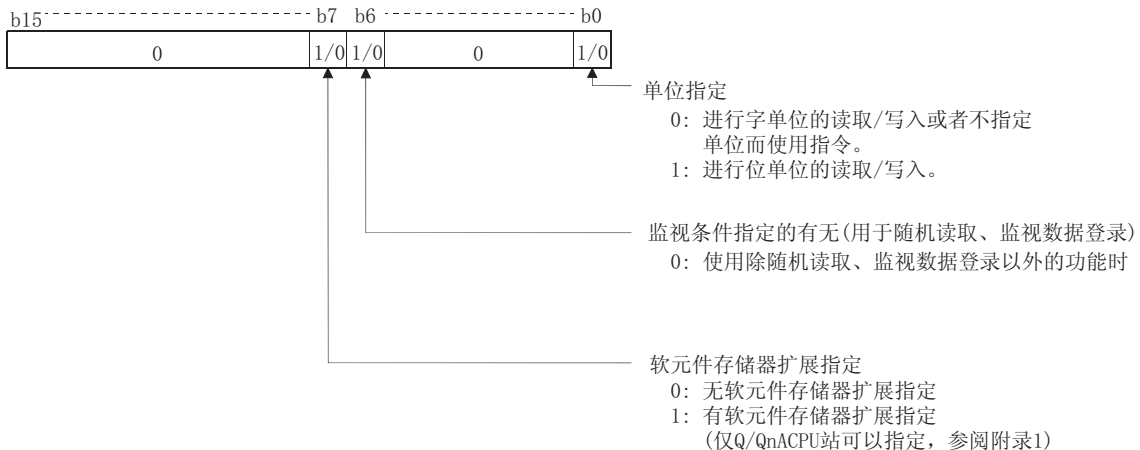 b15 b7 b6 b0
0 1/0 1/0 0 1/0
单位指定
0: 进行字单位的读取/写入或者不指定
单位而使用指令。
1: 进行位单位的读取/写入。
监视条件指定的有无(用于随机读取、监视数据登录)
0: 使用除随机读取、监视数据登录以外的功能时
软元件存储器扩展指定
0: 无软元件存储器扩展指定
1: 有软元件存储器扩展指定
(仅Q/QnACPU站可以指定, 参阅附录1)